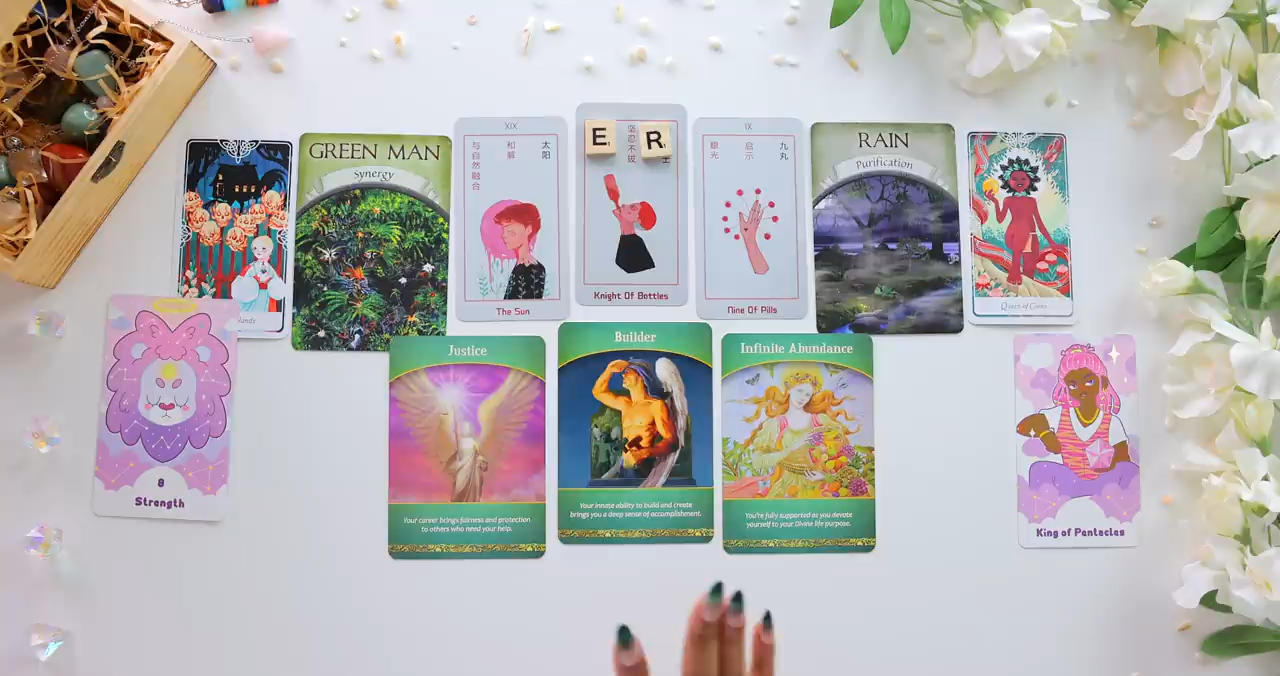 GREEN MAN
Synergy
XIX
与自然融合
和解
太阳
The Sun
E
R
坚忍不拔
士
Knight Of Bottles
IX
眼光
启示
九丸
Nine Of Pills
RAIN
Purification
Queen of Coins
8
Strength
Justice
Your career brings fairness and protection
to others who need your help.
Builder
Your innate ability to build and create
brings you a deep sense of accomplishment.
Infinite Abundance
You're fully supported as you devote
yourself to your Divine life purpose.
King of Pentacles